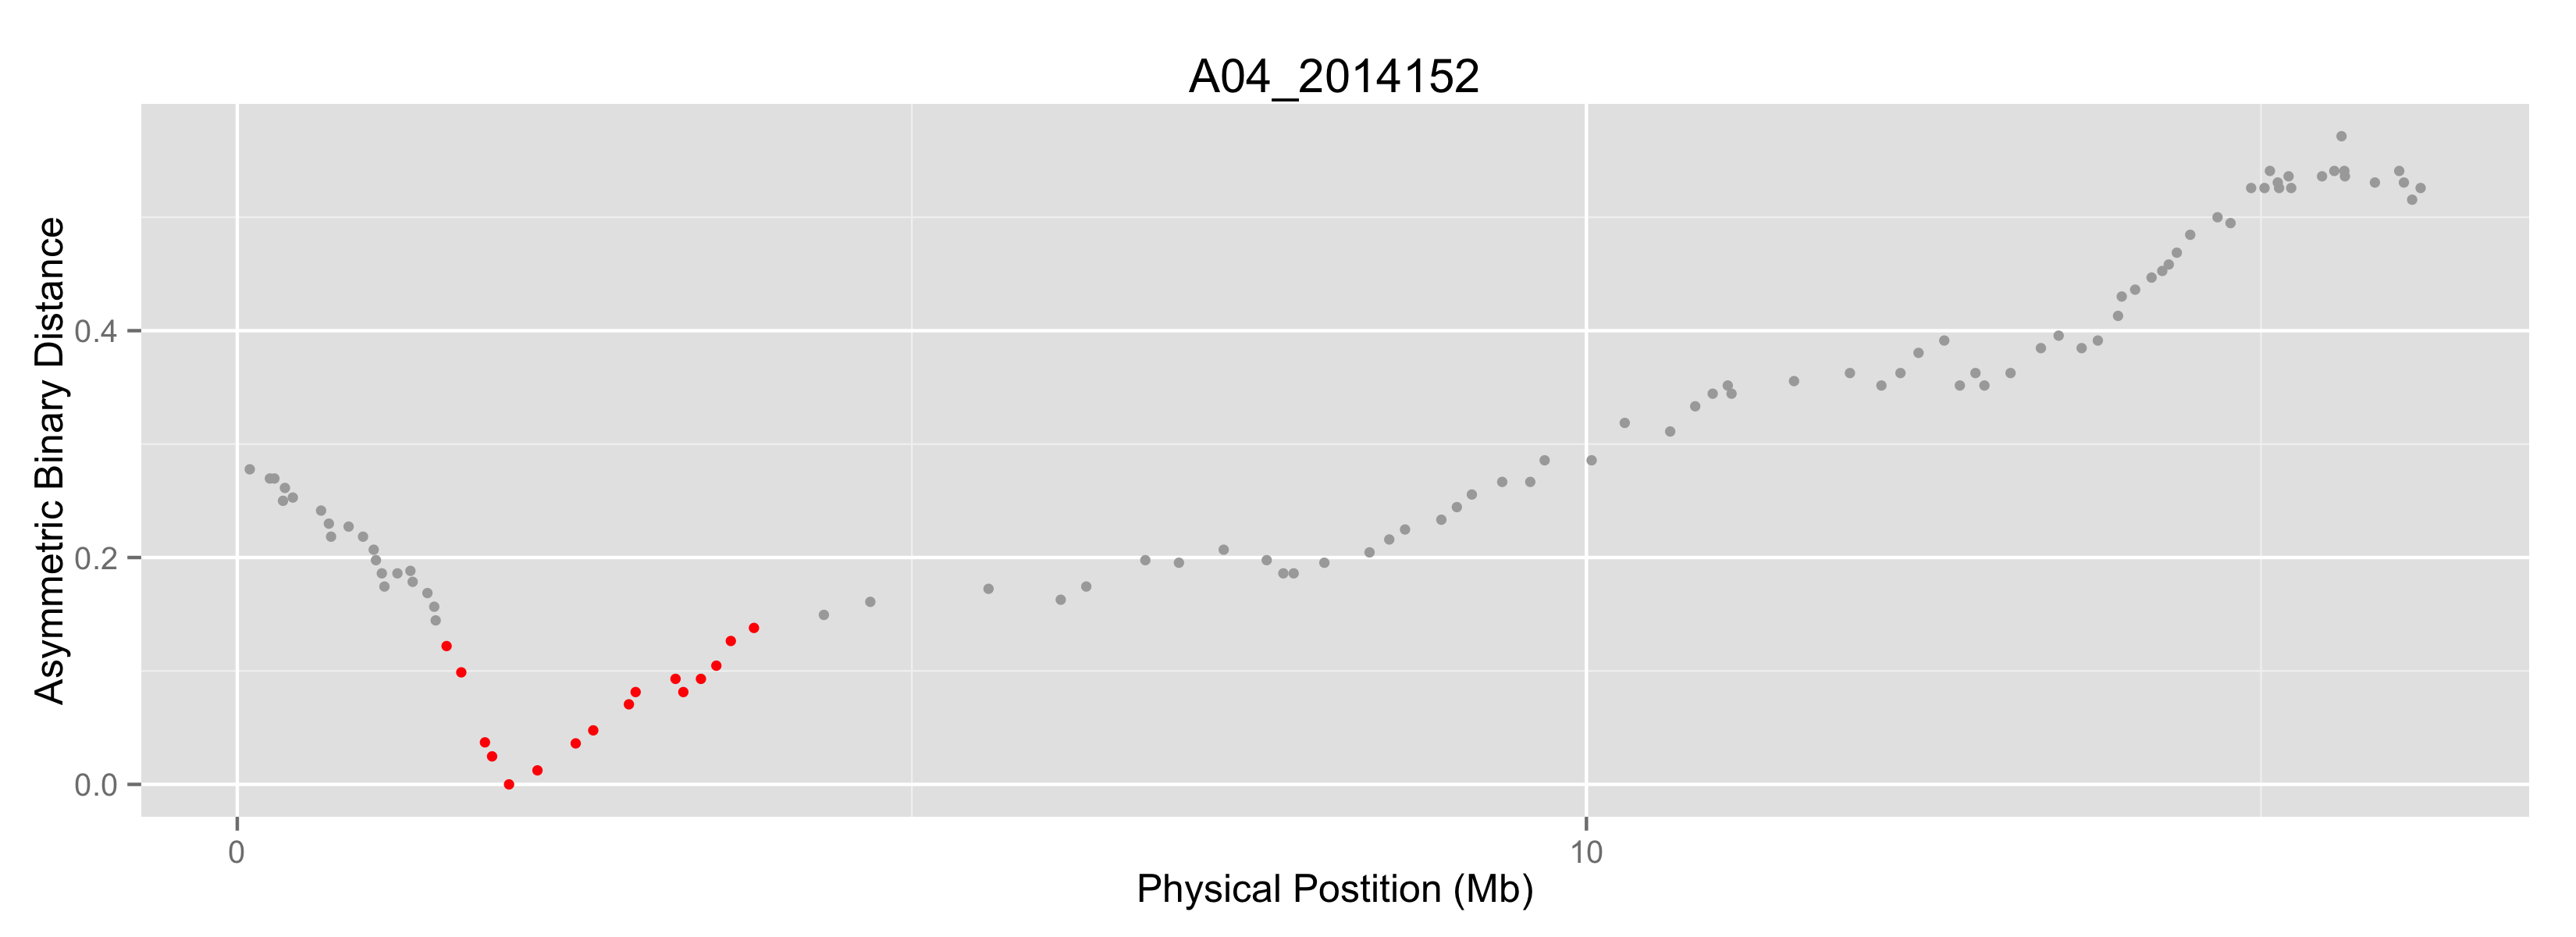 A04_2014152
Asymmetric Binary Distance
0.4
0.2
0.0
0
10
Physical Postition (Mb)